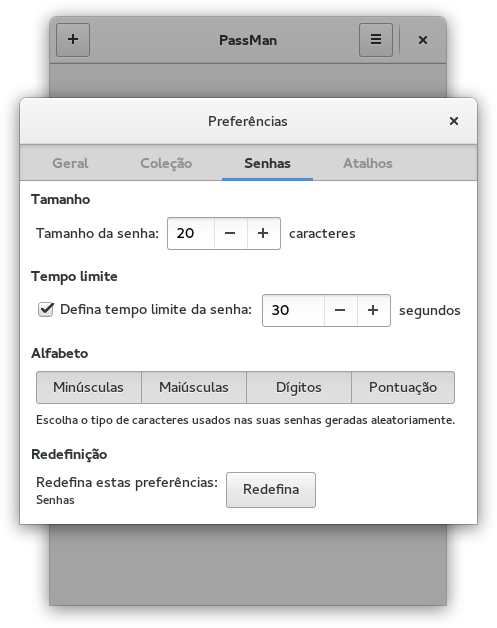 PassMan
Preferências
Geral Coleção Senhas Atalhos
Tamanho
Tamanho da senha: 20 caracteres
Tempo limite
Defina tempo limite da senha: 30 segundos
Alfabeto
Minúsculas Maiúsculas Dígitos Pontuação
Escolha o tipo de caracteres usados nas suas senhas geradas aleatoriamente.
Redefinição
Redefina estas preferências: Redefina
Senhas